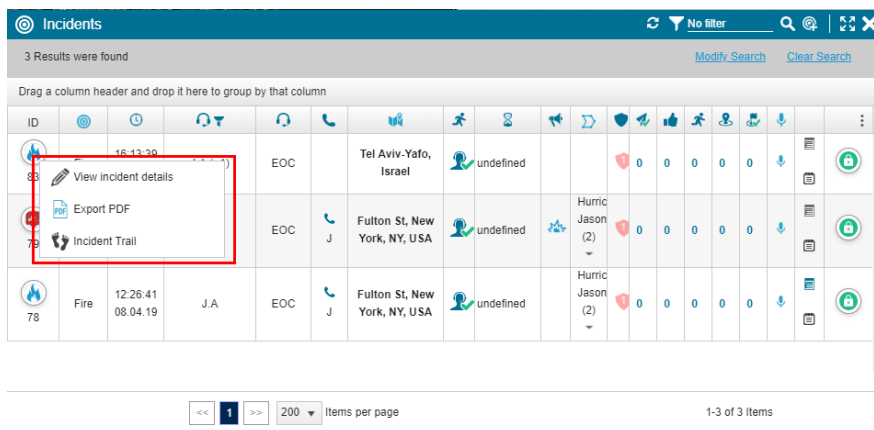 Incidents
No filter
3 Results were found
Modify Search
Clear Search
Drag a column header and drop it here to group by that column
ID
16:13:39
EOC
Tel Aviv-Yafo,
Israel
undefined
1
0
0
0
0
0
83
View incident details
PDF
Export PDF
Incident Trail
79
EOC
J
Fulton St, New
York, NY, USA
undefined
Hurric
Jason
(2)
1
0
0
0
0
0
78
Fire
12:26:41
08.04.19
J.A
EOC
J
Fulton St, New
York, NY, USA
undefined
Hurric
Jason
(2)
1
0
0
0
0
0
<< 1 >> 200 Items per page
1-3 of 3 Items